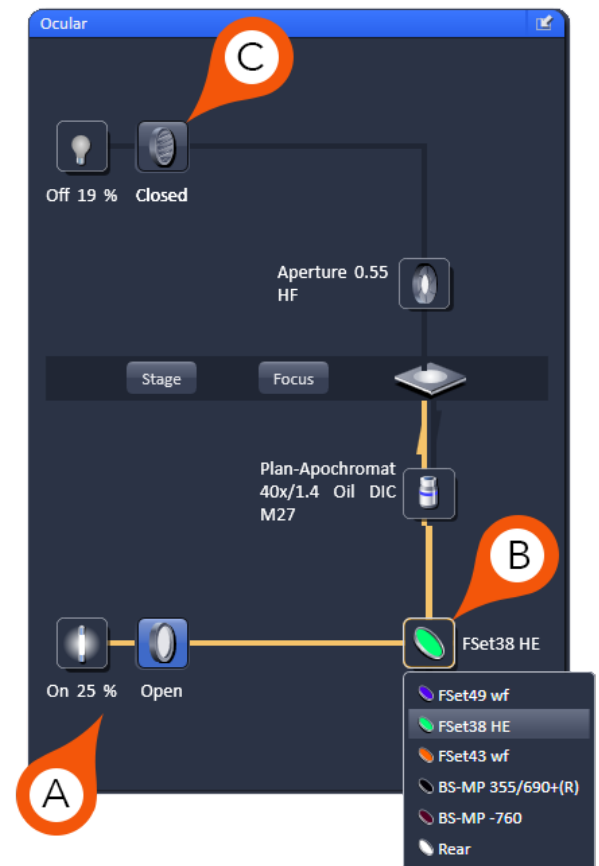 Ocular
C
Off 19 %
Closed
Aperture 0.55
HF
Stage
Focus
Plan-Apochromat
40x/1.4 Oil DIC
M27
B
FSet38 HE
On 25 %
Open
A
FSet49 wf
FSet38 HE
FSet43 wf
BS-MP 355/690+(R)
BS-MP -760
Rear